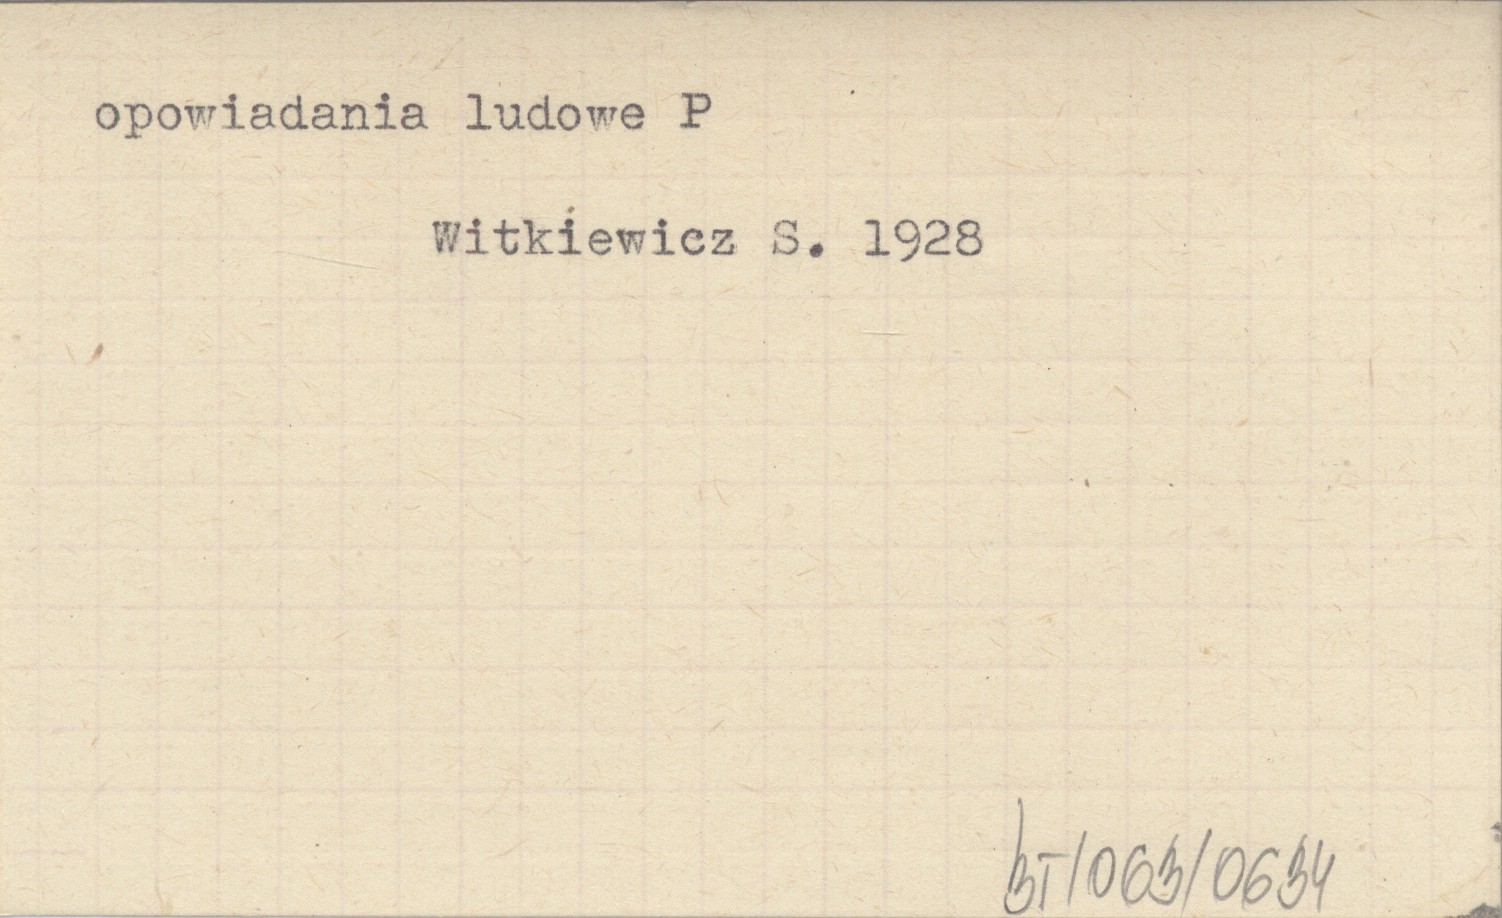 opowiadania ludowe P
Witkiewicz S. 1928
BT/063/0634